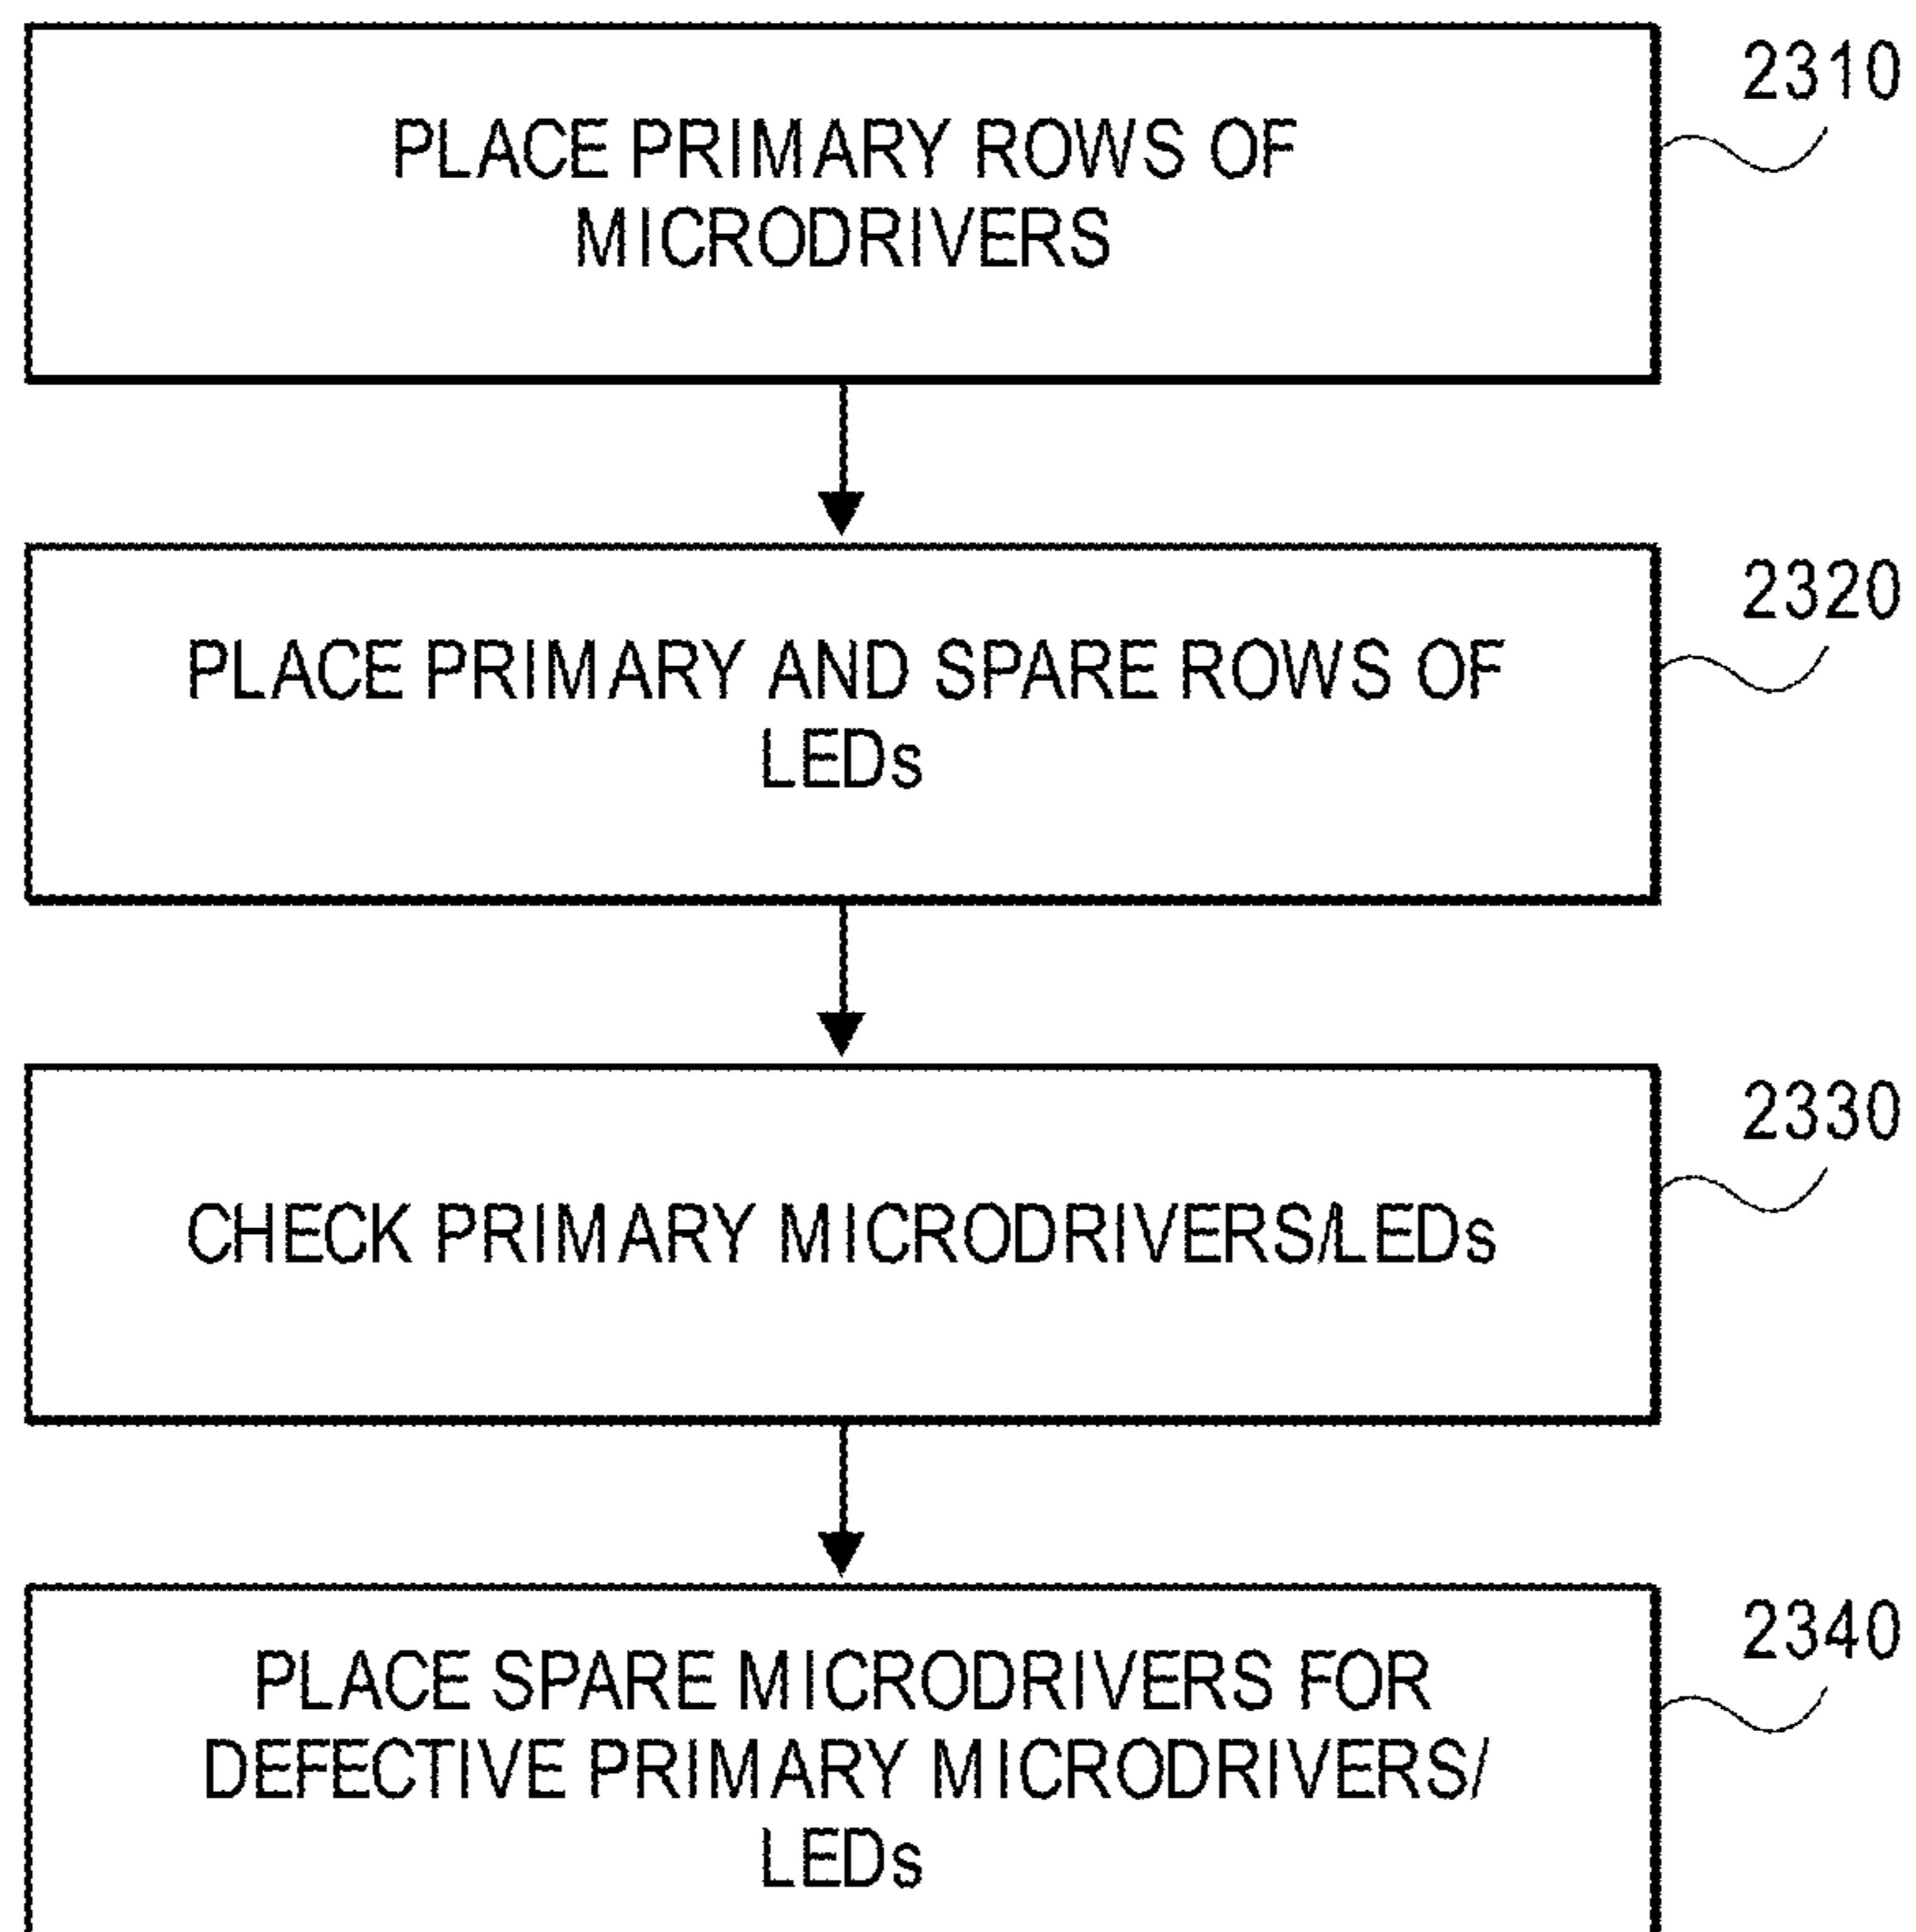 2310
PLACE PRIMARY ROWS OF
MICRODRIVERS
2320
PLACE PRIMARY AND SPARE ROWS OF
LEDs
2330
CHECK PRIMARY MICRODRIVERS/LEDs
2340
PLACE SPARE MICRODRIVERS FOR
DEFECTIVE PRIMARY MICRODRIVERS/
LEDs